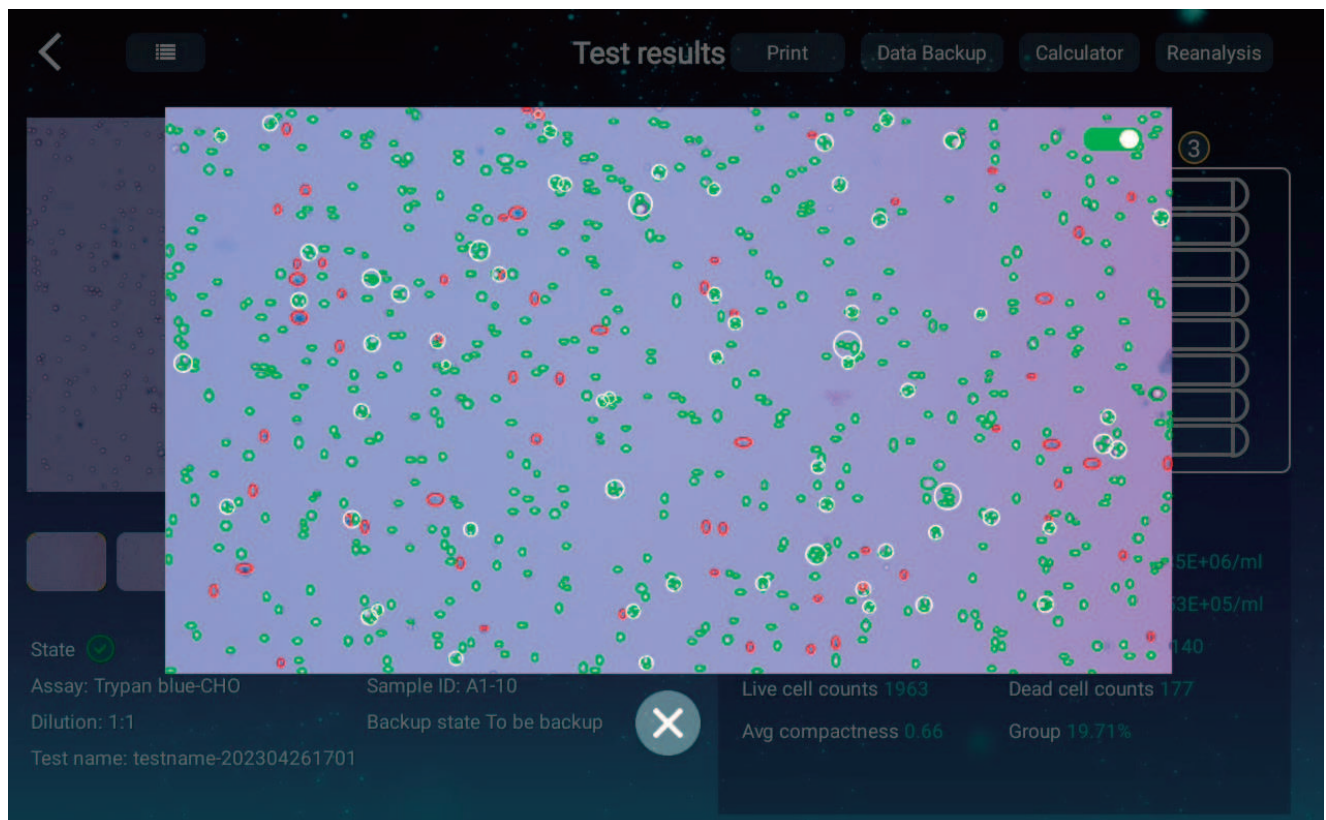 Test results
Print
Data Backup
Calculator
Reanalysis
3
5E+06/ml
3E+05/ml
140
State
Assay: Trypan blue-CHO
Sample ID: A1-10
Live cell counts 1963
Dead cell counts 177
Dilution: 1:1
Backup state To be backup
Avg compactness 0.66
Group 19.71%
Test name: testname-202304261701